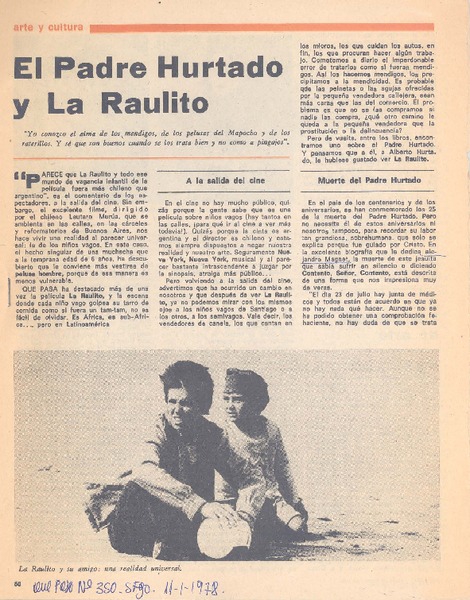 arte y cultura
El Padre Hurtado
y La Raulito
"Yo conozco el alma de los mendigos, de los pelusas del Mapocho y de los
raterillos. Y sé que son buenos cuando se los trata bien y no como a pingajos".
"PARECE que La Raulito y todo ese
mundo de vagancia infantil de la
película fuera más chileno que
argentino", es el comentario de los es-
pectadores, a la salida del cine. Sin em-
bargo, el excelente filme, dirigido
por el chileno Lautaro Murúa, que se
ambienta en las calles, en las cárceles
y reformatorios de Buenos Aires, nos
hace vivir una realidad al parecer univer-
sal: la de los niños vagos. En este caso,
el hecho singular de una muchacha que
a temprana edad de 6 años, ha descu-
bierto que la conviene más vestirse de
pelusa hombre, porque de esa manera es
menos vulnerable.
QUE PASA ha destacado más de una
vez la película La Raulito, y la escena
donde cada niño vago golpea su tarro de
comida como si fuera un tam-tam, no es
fácil de olvidar. Es Africa, es sub-Afri-
ca..., pero en Latinoamérica
A la salida del cine
En el cine no hay mucho público, qui-
zás porque la gente sabe que es una
película sobre niños vagos (hay tantos en
las calles, ¡para qué ir al cine a ver más
todavía!). Quizás porque la cinta es ar-
gentina y el director es chileno y esta-
mos siempre dispuestos a negar nuestra
realidad y nuestro arte. Seguramente Nue-
va York, Nueva York, musical y al pa-
recer bastante intrascendente a juzgar por
la sinopsis, atraiga más público...
Pero volviendo a la salida del cine,
advertimos que ha ocurrido un cambio en
nosotros y que después de ver La Rauli-
to, ya no podemos mirar con los mismos
ojos a los niños vagos de Santiago o a
los otros, a los semivagos. Vale decir, los
vendedores de canela, los que cantan en
los micros, los que cuidan los autos, en
fin, los que procuran hacer algún traba-
jo. Cometemos a diario el imperdonable
error de tratarlos como si fueran mendi-
gos. Así los hacemos mendigos, los pre-
cipitamos a la mendicidad. Es probable
que las peinetas o las agujas ofrecidas
por la pequeña vendedora callejera, sean
más caras que las del comercio. El pro-
blema es que no se las compramos si
nadie las compra, ¿qué otro camino le
queda a la pequeña vendedora que la
prostitución o la delincuencia?
Pero de vuelta, entre los libros, encon-
tramos uno sobre el Padre Hurtado.
Y pensamos que a él, a Alberto Hurta-
do, le hubiese gustado ver La Raulito.
Muerte del Padre Hurtado
En el país de los centenarios y de los
aniversarios, se han conmemorado los 25
de la muerte del Padre Hurtado. Pero
no necesita él de estos aniversarios ni
nosotros tampoco, para recordar su labor
tan grandiosa, sobrehumana, que sólo se
explica porque fue guiado por Cristo. En
la excelente biografía que le dedica Ale-
jandro Magnet, la muerte de este jesuita
que sabía sufrir en silencio o diciendo
Contento, Señor, Contento, está descrita
de una forma que nos impresiona muy
de veras.
"El día 23 de julio hay junta de médi-
cos y todos están de acuerdo en que ya
no hay nada que hacer. Aunque no es
ha podido obtener una comprobación fe-
haciente, no hay duda de que se trata
La Raulito y su amigo: una realidad universal.
56
Que Pasa Nº 350. Stgo. 11-1-1978.